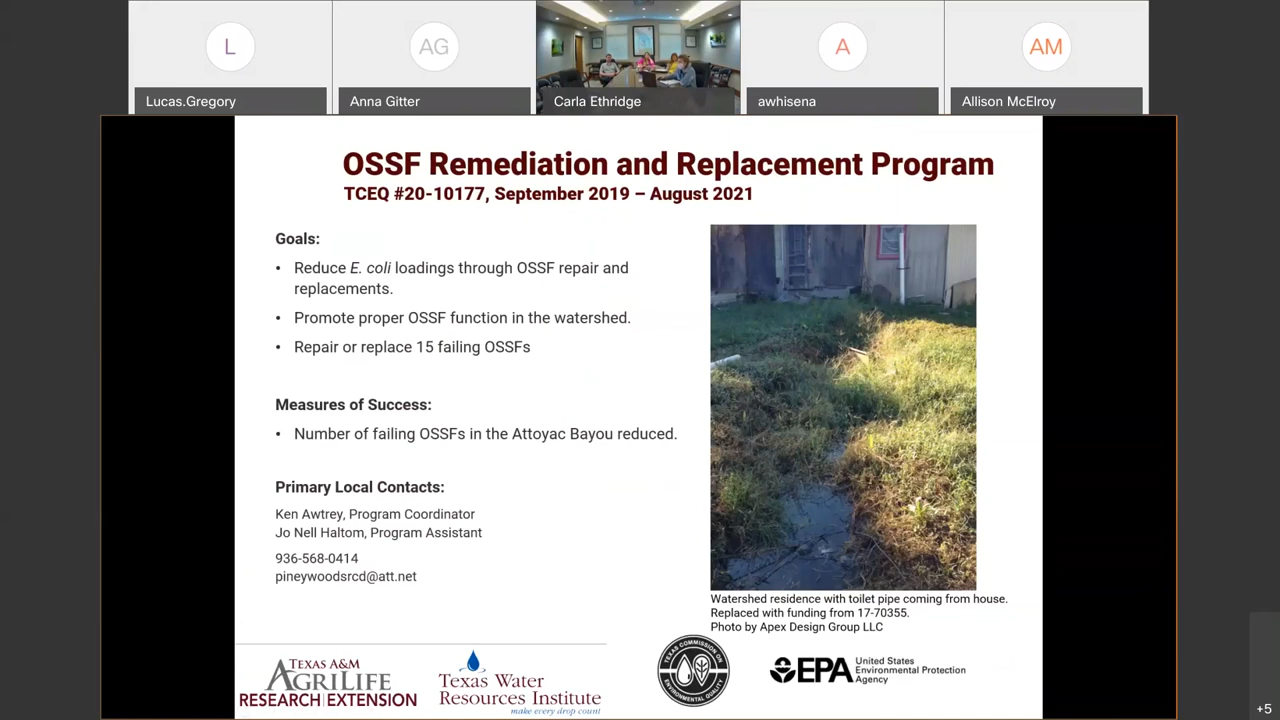 L
AG
A
AM
Lucas.Gregory
Anna Gitter
Carla Ethridge
awhisena
Allison McElroy
OSSF Remediation and Replacement Program
TCEQ #20-10177, September 2019 – August 2021
Goals:
• Reduce E. coli loadings through OSSF repair and
replacements.
• Promote proper OSSF function in the watershed.
• Repair or replace 15 failing OSSFs
Measures of Success:
• Number of failing OSSFs in the Attoyac Bayou reduced.
Primary Local Contacts:
Ken Awtrey, Program Coordinator
Jo Nell Haltom, Program Assistant
936-568-0414
pineywoodsrcd@att.net
Watershed residence with toilet pipe coming from house.
Replaced with funding from 17-70355.
Photo by Apex Design Group LLC
TEXAS A&M
AGRILIFE
RESEARCH | EXTENSION
Texas Water
Resources Institute
make every drop count
TEXAS COMMISSION ON
ENVIRONMENTAL QUALITY
EPA
United States
Environmental Protection
Agency
+5